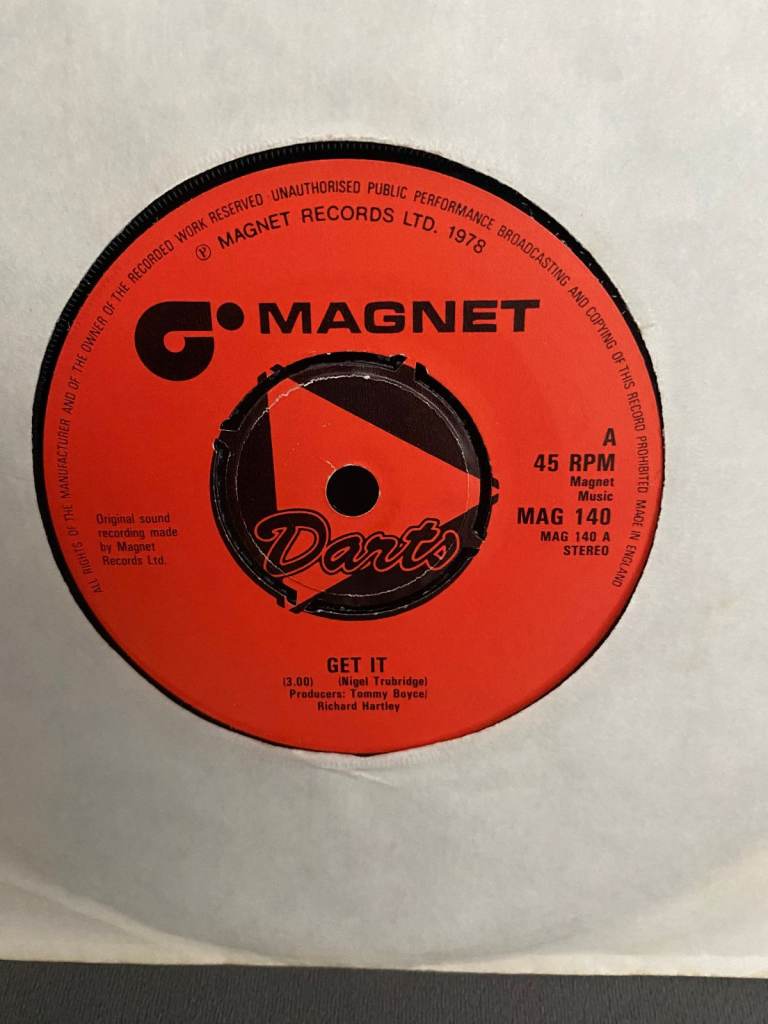 ALL RIGHTS OF THE MANUFACTURER AND OF THE OWNER OF THE RECORDED WORK RESERVED · UNAUTHORISED PUBLIC PERFORMANCE BROADCASTING AND COPYING OF THIS RECORD PROHIBITED MADE IN ENGLAND
℗ MAGNET RECORDS LTD. 1978
MAGNET
A
45 RPM
Magnet
Music
MAG 140
MAG 140 A
STEREO
Original sound
recording made
by Magnet
Records Ltd.
Darts
GET IT
(3.00) (Nigel Trubridge)
Producers: Tommy Boyce/
Richard Hartley